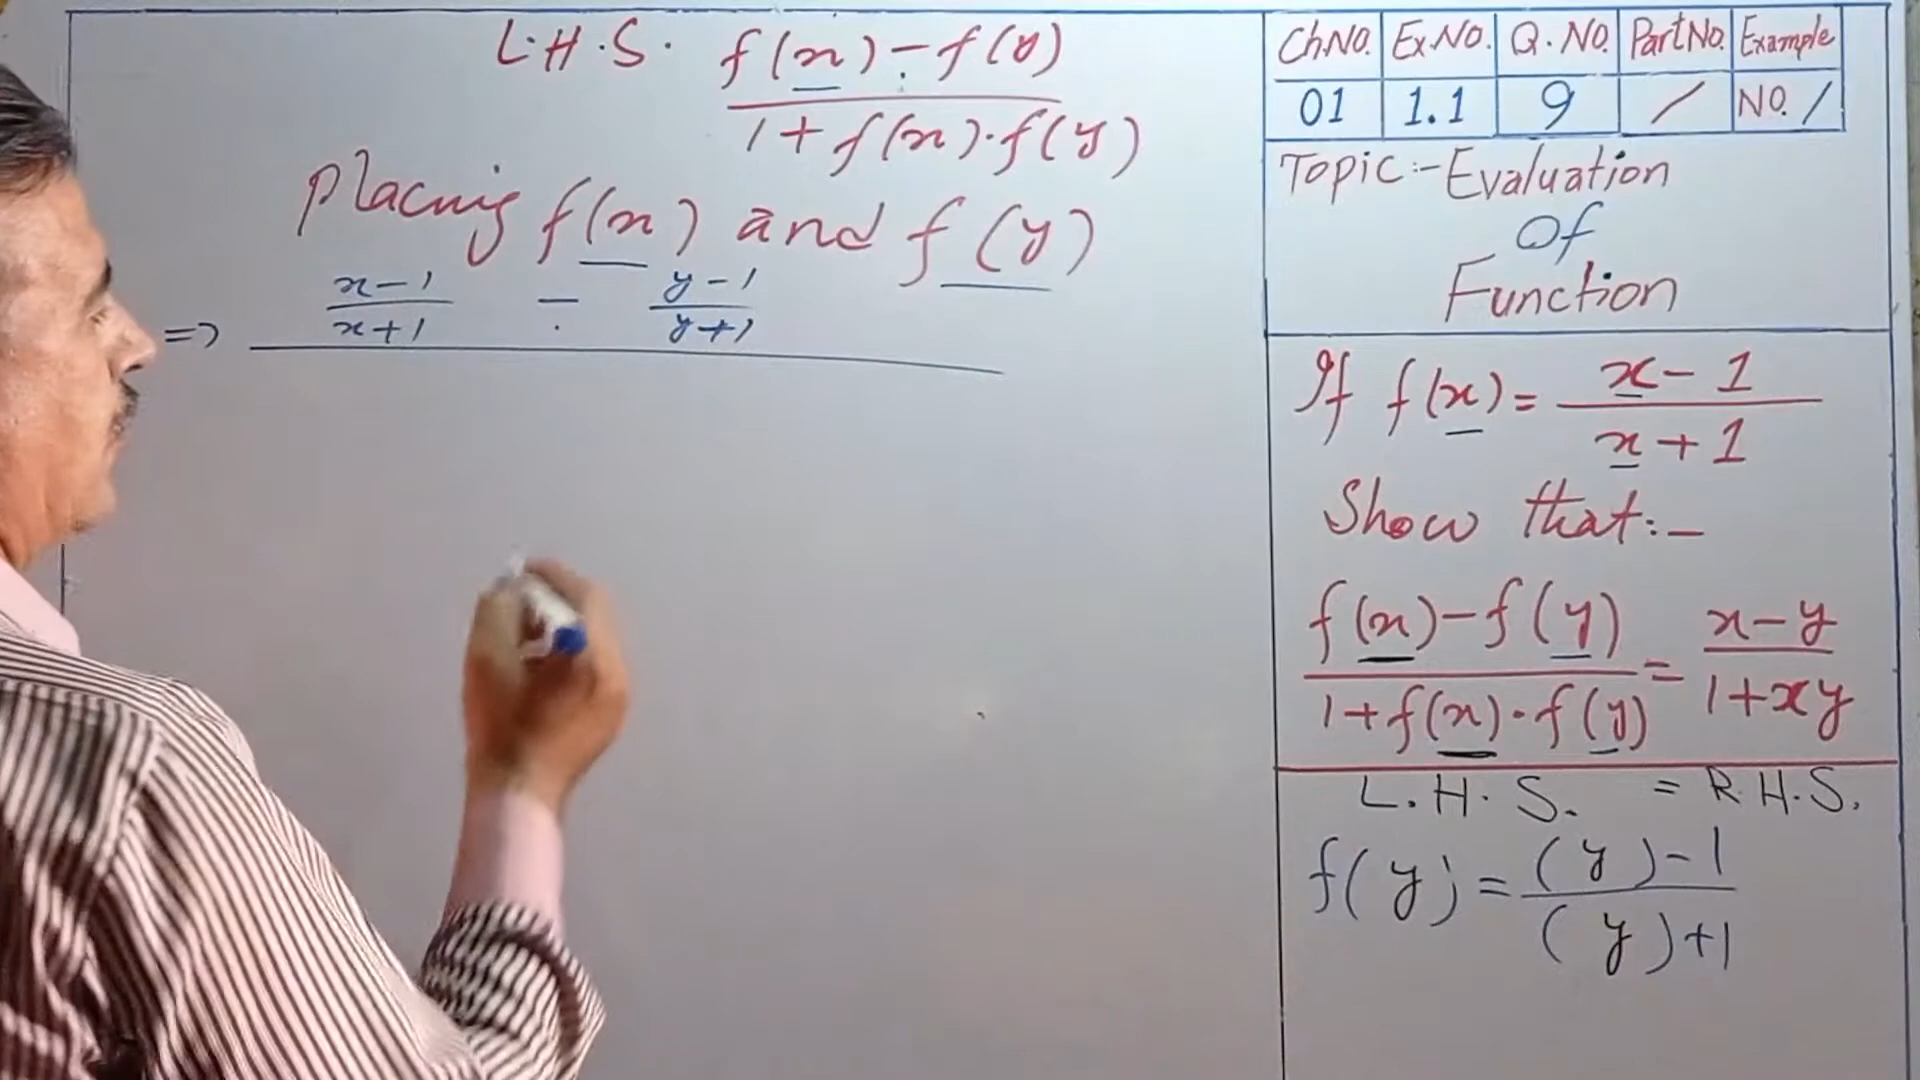 L.H.S. f(x) - f(y)
1 + f(x).f(y)
Placing f(x) and f(y)
x-1 - y-1
=> x+1 y+1
Ch.No. Ex.No. Q.No. Part No. Example
01 1.1 9 / No. /
Topic:- Evaluation
Of
Function
If f(x) = x - 1
x + 1
Show that:-
f(x) - f(y) = x - y
1 + f(x) . f(y) 1 + xy
L.H.S. = R.H.S.
f(y) = (y) - 1
(y) + 1